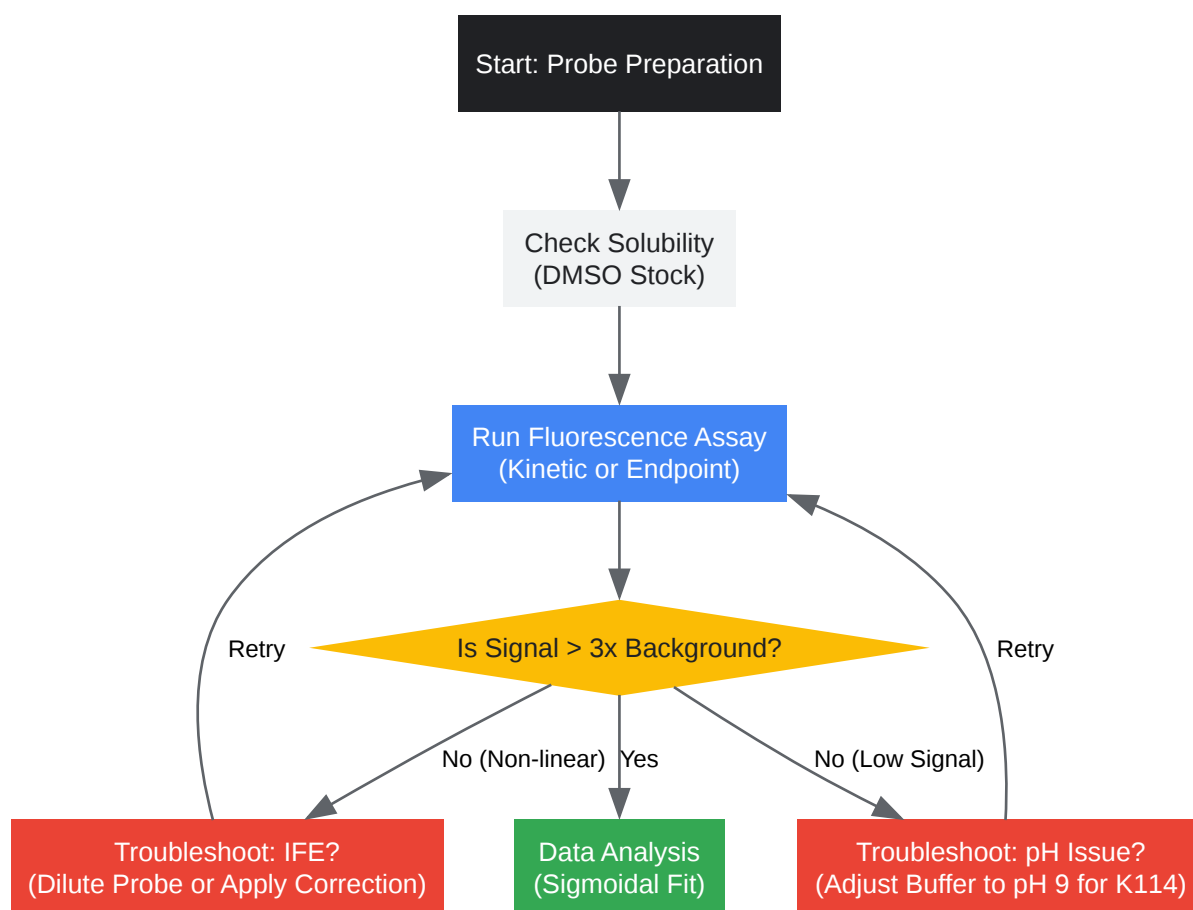 Start: Probe Preparation
Check Solubility
(DMSO Stock)
Run Fluorescence Assay
(Kinetic or Endpoint)
Retry
Is Signal > 3x Background?
Retry
No (Non-linear)
Yes
No (Low Signal)
Troubleshoot: IFE?
(Dilute Probe or Apply Correction)
Data Analysis
(Sigmoidal Fit)
Troubleshoot: pH Issue?
(Adjust Buffer to pH 9 for K114)